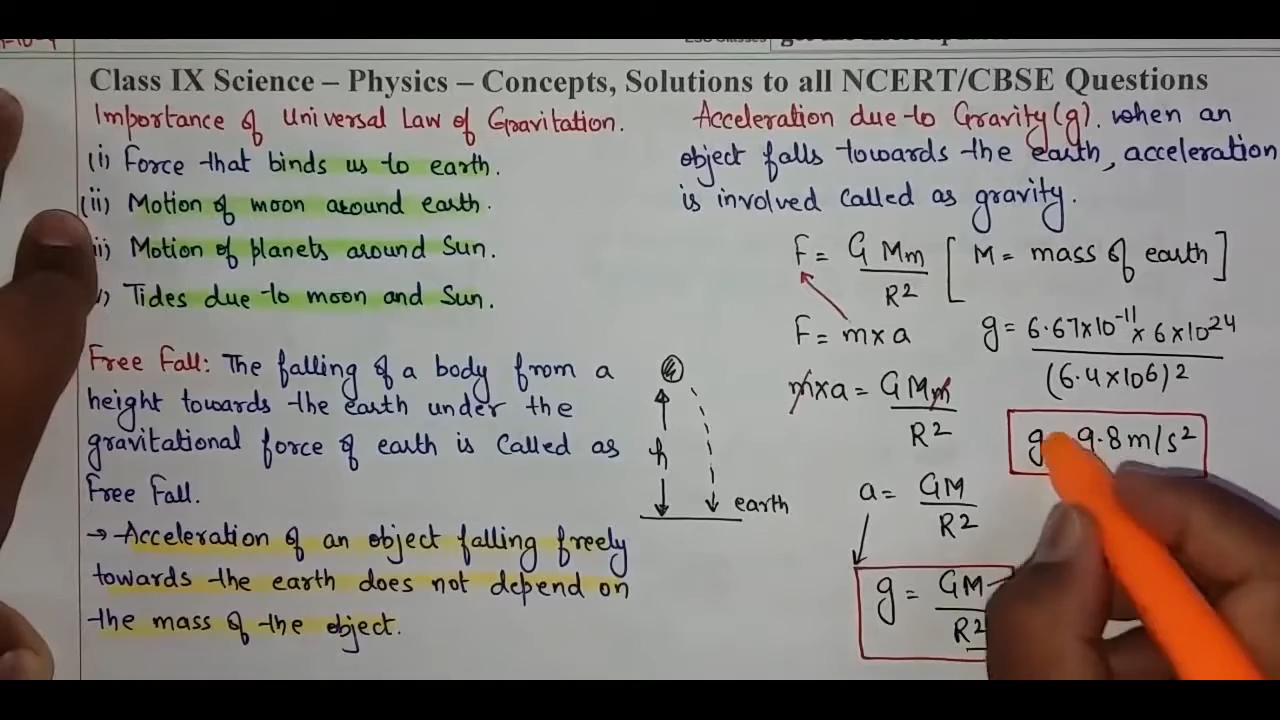 Class IX Science – Physics – Concepts, Solutions to all NCERT/CBSE Questions
Importance of Universal Law of Gravitation.
(i) Force that binds us to earth.
(ii) Motion of moon around earth.
ii) Motion of planets around Sun.
) Tides due to moon and Sun.
Free Fall: The falling of a body from a
height towards the earth under the
gravitational force of earth is called as
Free Fall.
→ Acceleration of an object falling freely
towards the earth does not depend on
the mass of the object.
h
earth
Acceleration due to Gravity(g). when an
object falls towards the earth, acceleration
is involved called as gravity.
F = G Mm / R² [M = mass of earth]
F = m x a
m x a = G Mm / R²
a = GM / R²
g = GM / R²
g = 6.67 x 10⁻¹¹ x 6 x 10²⁴ / (6.4 x 10⁶)²
g 9.8 m/s²